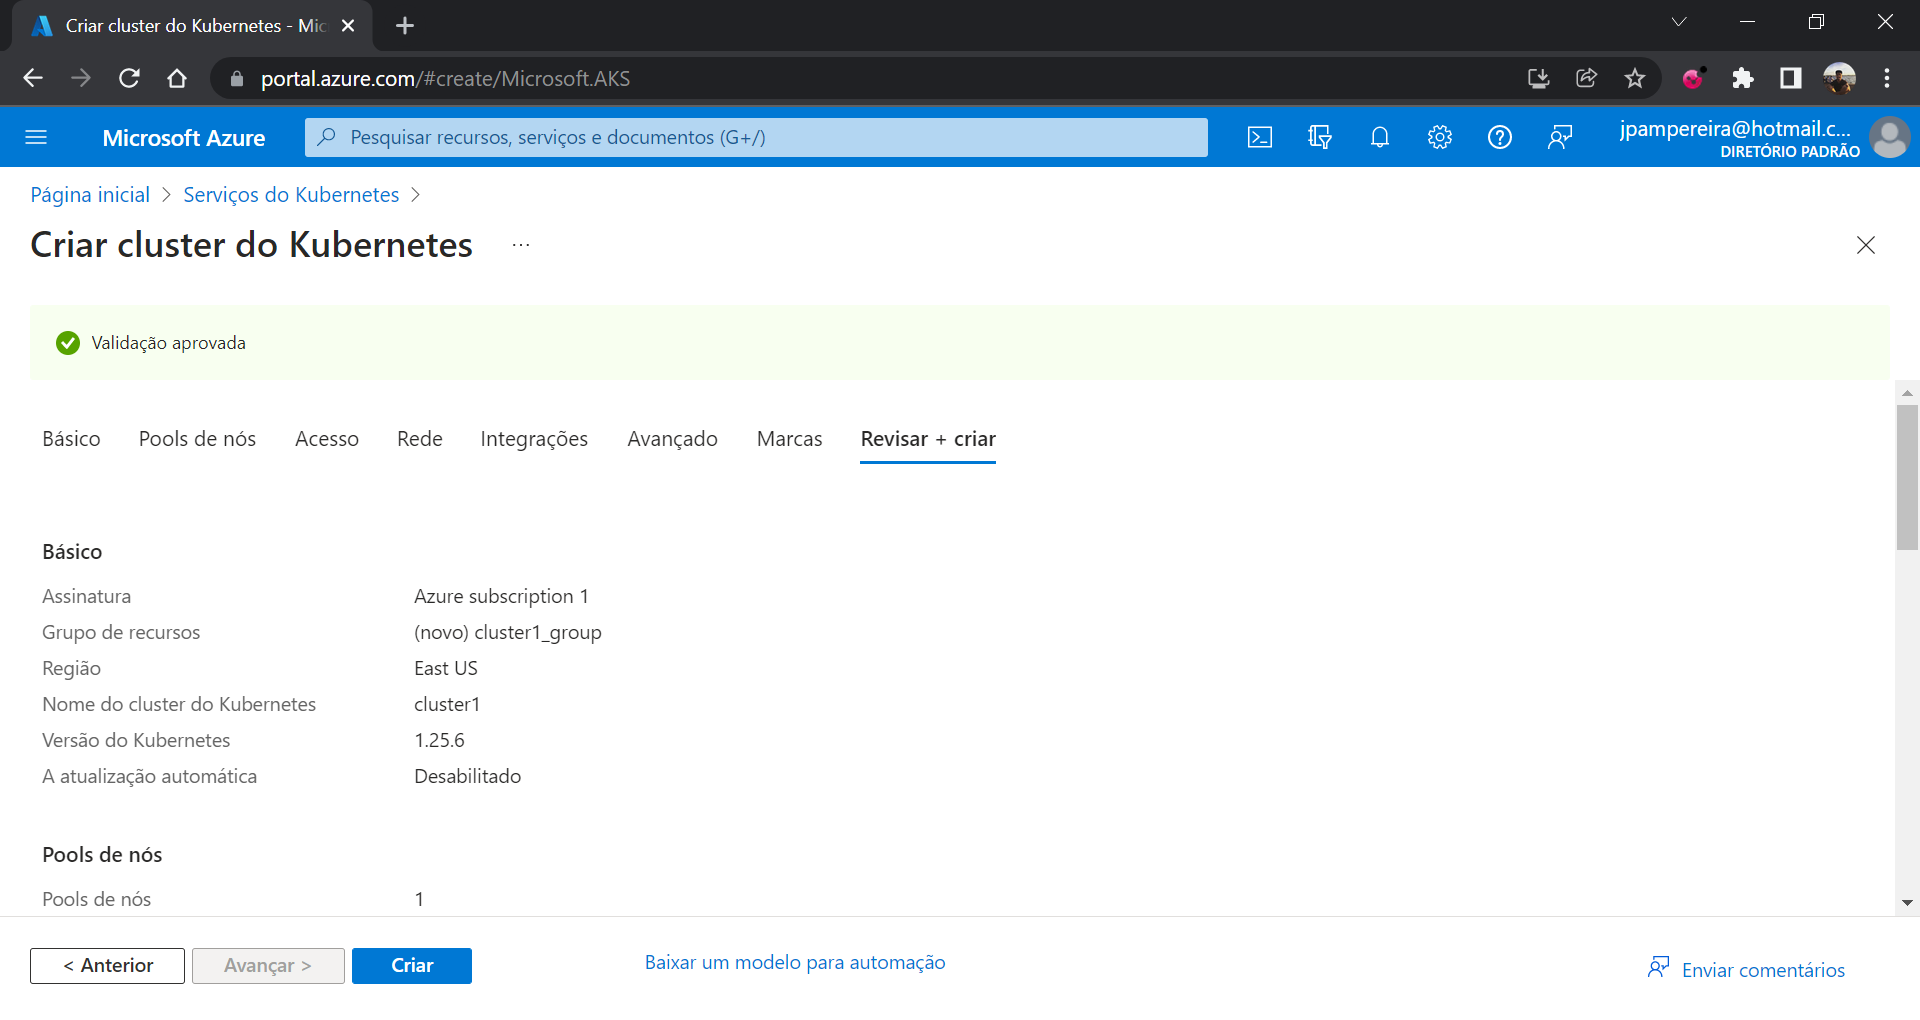 Criar cluster do Kubernetes - Mic
portal.azure.com/#create/Microsoft.AKS
Microsoft Azure
Pesquisar recursos, serviços e documentos (G+/)
jpampereira@hotmail.c...
DIRETÓRIO PADRÃO
Página inicial > Serviços do Kubernetes >
Criar cluster do Kubernetes ...
Validação aprovada
Básico Pools de nós Acesso Rede Integrações Avançado Marcas Revisar + criar
Básico
Assinatura Azure subscription 1
Grupo de recursos (novo) cluster1_group
Região East US
Nome do cluster do Kubernetes cluster1
Versão do Kubernetes 1.25.6
A atualização automática Desabilitado
Pools de nós
Pools de nós 1
< Anterior Avançar > Criar Baixar um modelo para automação Enviar comentários